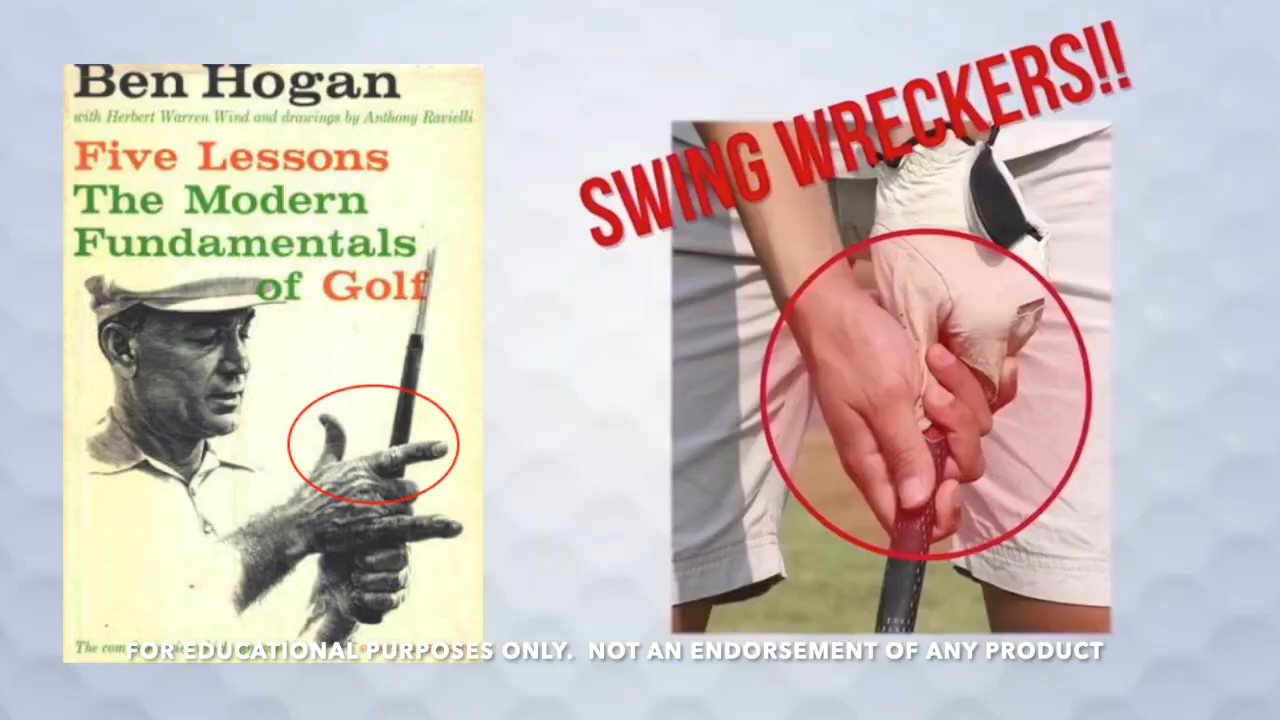 Ben Hogan
with Herbert Warren Wind and drawings by Anthony Ravielli
Five Lessons
The Modern
Fundamentals
of Golf
SWING WRECKERS!!
The
FOR EDUCATIONAL PURPOSES ONLY. NOT AN ENDORSEMENT OF ANY PRODUCT